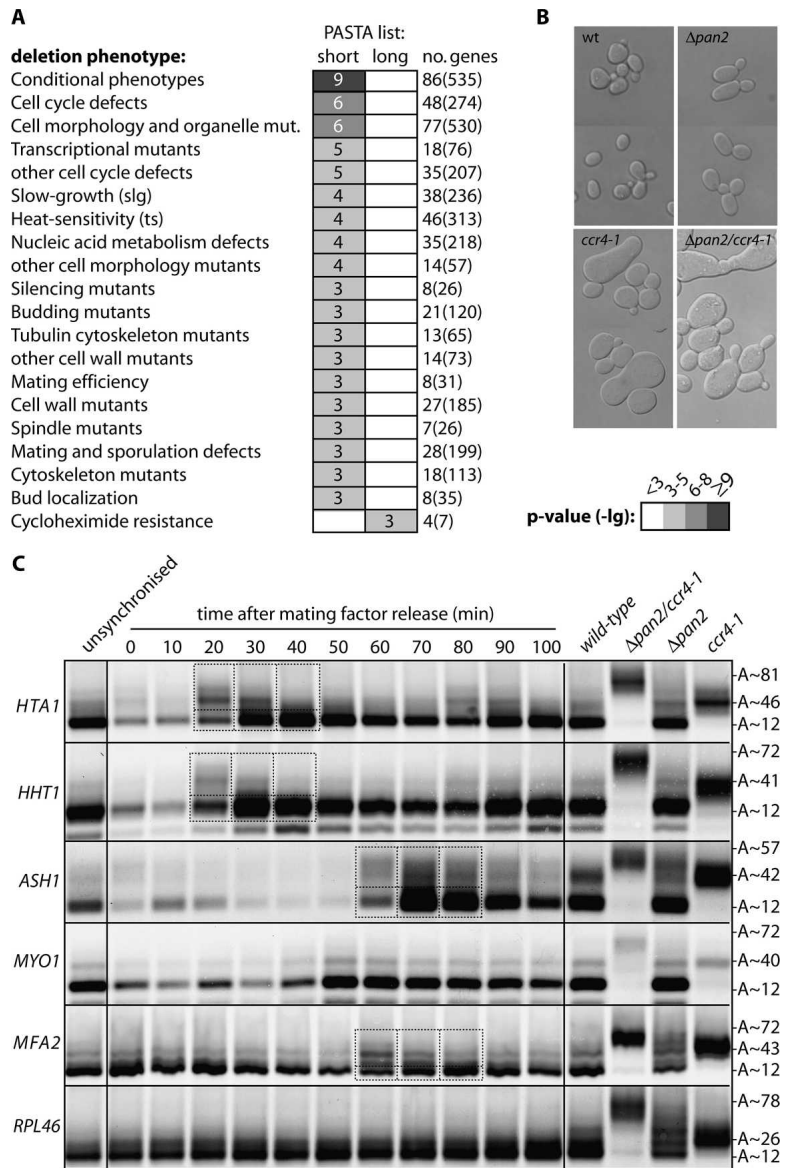 A
PASTA list:
deletion phenotype: short long no. genes
Conditional phenotypes 9 86(535)
Cell cycle defects 6 48(274)
Cell morphology and organelle mut. 6 77(530)
Transcriptional mutants 5 18(76)
other cell cycle defects 5 35(207)
Slow-growth (slg) 4 38(236)
Heat-sensitivity (ts) 4 46(313)
Nucleic acid metabolism defects 4 35(218)
other cell morphology mutants 4 14(57)
Silencing mutants 3 8(26)
Budding mutants 3 21(120)
Tubulin cytoskeleton mutants 3 13(65)
other cell wall mutants 3 14(73)
Mating efficiency 3 8(31)
Cell wall mutants 3 27(185)
Spindle mutants 3 7(26)
Mating and sporulation defects 3 28(199)
Cytoskeleton mutants 3 18(113)
Bud localization 3 8(35)
Cycloheximide resistance 3 4(7)
B
wt Δpan2
ccr4-1 Δpan2/ccr4-1
<3 3-5 6-8 ≥9
p-value (-lg):
C
unsynchronised
time after mating factor release (min)
0 10 20 30 40 50 60 70 80 90 100
wild-type Δpan2/ccr4-1 Δpan2 ccr4-1
HTA1
A~81
A~46
A~12
HHT1
A~72
A~41
A~12
ASH1
A~57
A~42
A~12
MYO1
A~72
A~40
A~12
MFA2
A~72
A~43
A~12
RPL46
A~78
A~26
A~12